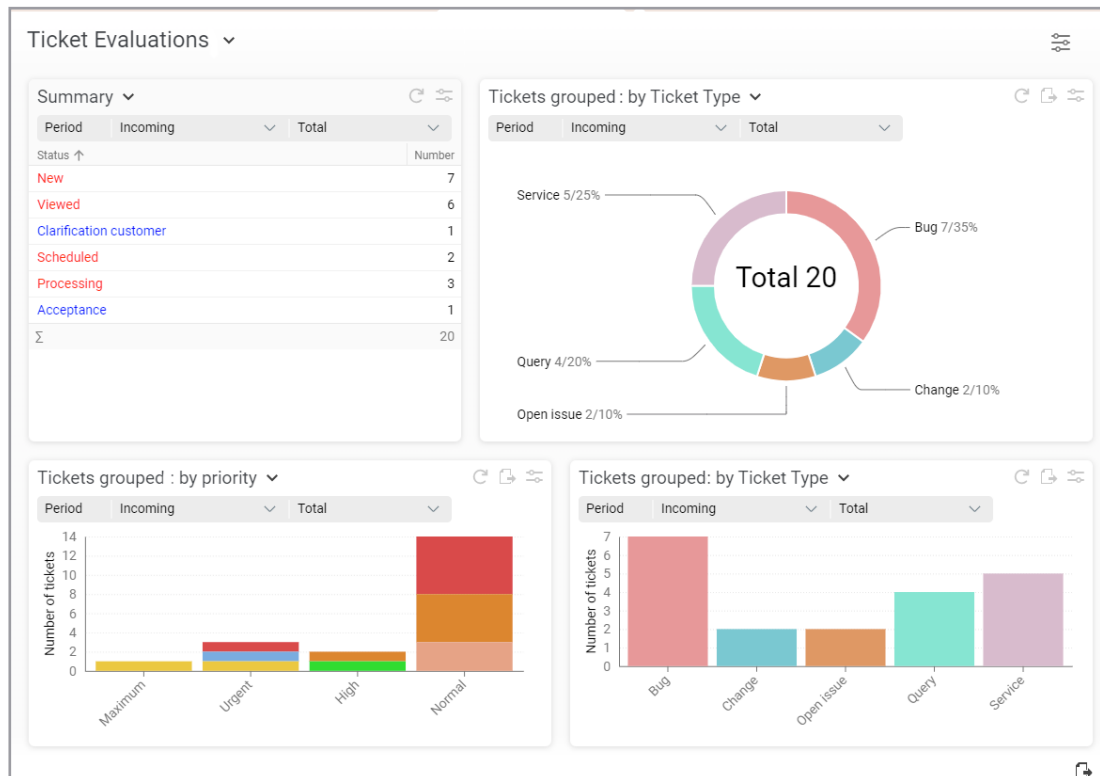 Ticket Evaluations
Summary
Period Incoming Total
Status Number
New 7
Viewed 6
Clarification customer 1
Scheduled 2
Processing 3
Acceptance 1
Σ 20
Tickets grouped : by Ticket Type
Period Incoming Total
Service 5/25%
Bug 7/35%
Total 20
Query 4/20%
Change 2/10%
Open issue 2/10%
Tickets grouped : by priority
Period Incoming Total
Number of tickets
14
12
10
8
6
4
2
0
Maximum Urgent High Normal
Tickets grouped: by Ticket Type
Period Incoming Total
Number of tickets
7
6
5
4
3
2
1
0
Bug Change Open issue Query Service